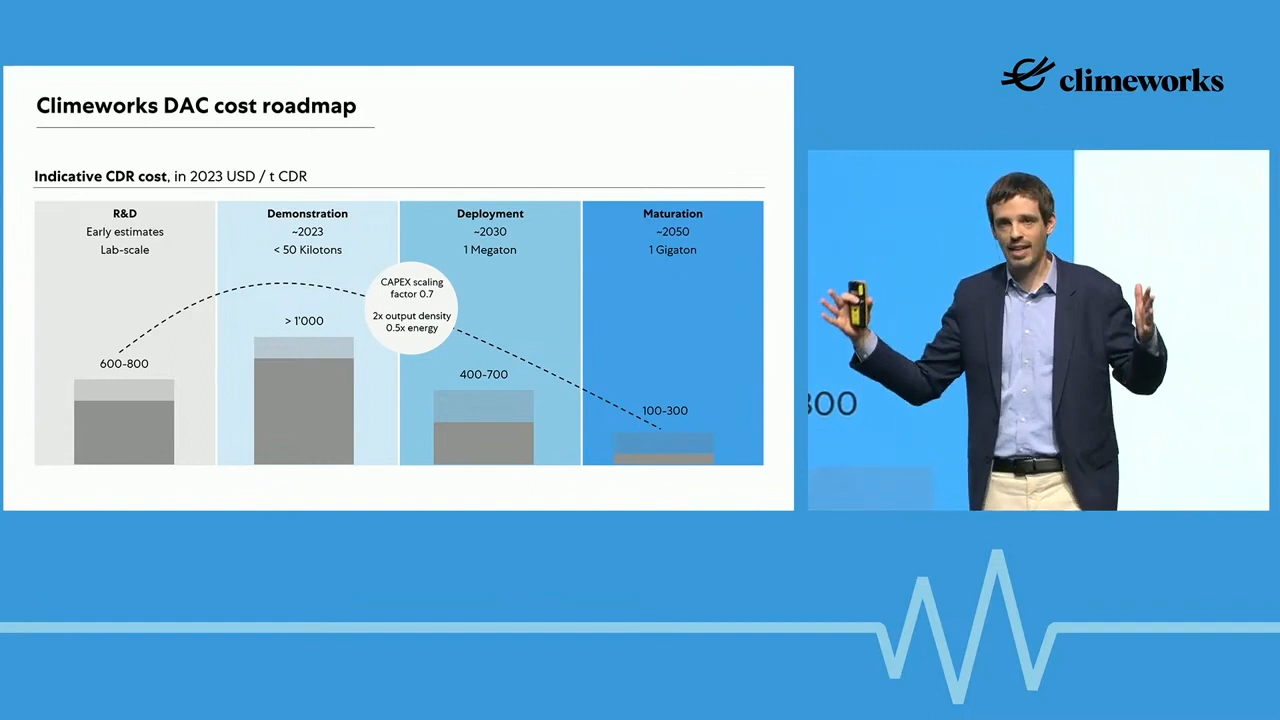 climeworks
Climeworks DAC cost roadmap
Indicative CDR cost, in 2023 USD / t CDR
R&D
Early estimates
Lab-scale
Demonstration
~2023
< 50 Kilotons
Deployment
~2030
1 Megaton
Maturation
~2050
1 Gigaton
CAPEX scaling
factor 0.7
2x output density
0.5x energy
600-800
> 1'000
400-700
100-300
300